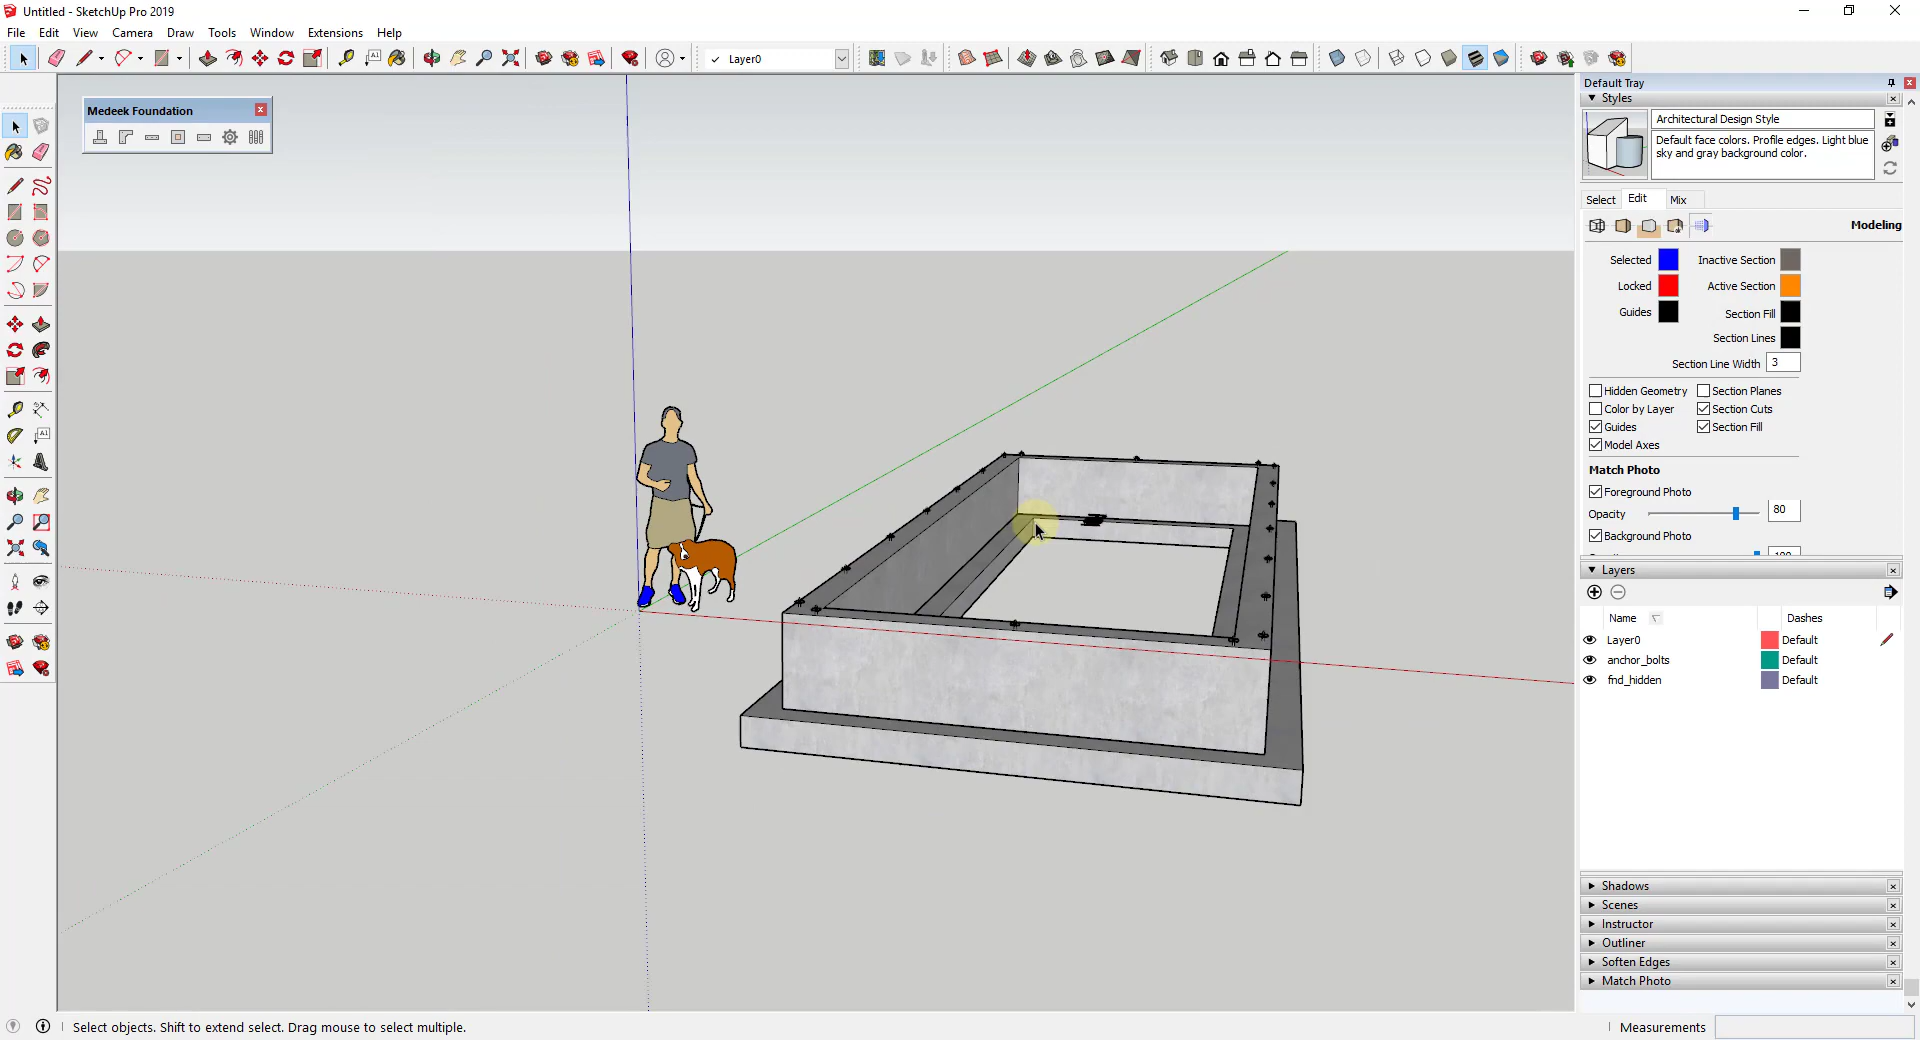 Untitled - SketchUp Pro 2019
File Edit View Camera Draw Tools Window Extensions Help
A1
Layer0
Medeek Foundation
A1
Default Tray
Styles
Architectural Design Style
Default face colors. Profile edges. Light blue
sky and gray background color.
Select Edit Mix
Modeling
Selected Inactive Section
Locked Active Section
Guides Section Fill
Section Lines
Section Line Width 3
Hidden Geometry Section Planes
Color by Layer Section Cuts
Guides Section Fill
Model Axes
Match Photo
Foreground Photo
Opacity 80
Background Photo
Layers
Name Dashes
Layer0 Default
anchor_bolts Default
fnd_hidden Default
Shadows
Scenes
Instructor
Outliner
Soften Edges
Match Photo
Select objects. Shift to extend select. Drag mouse to select multiple.
Measurements